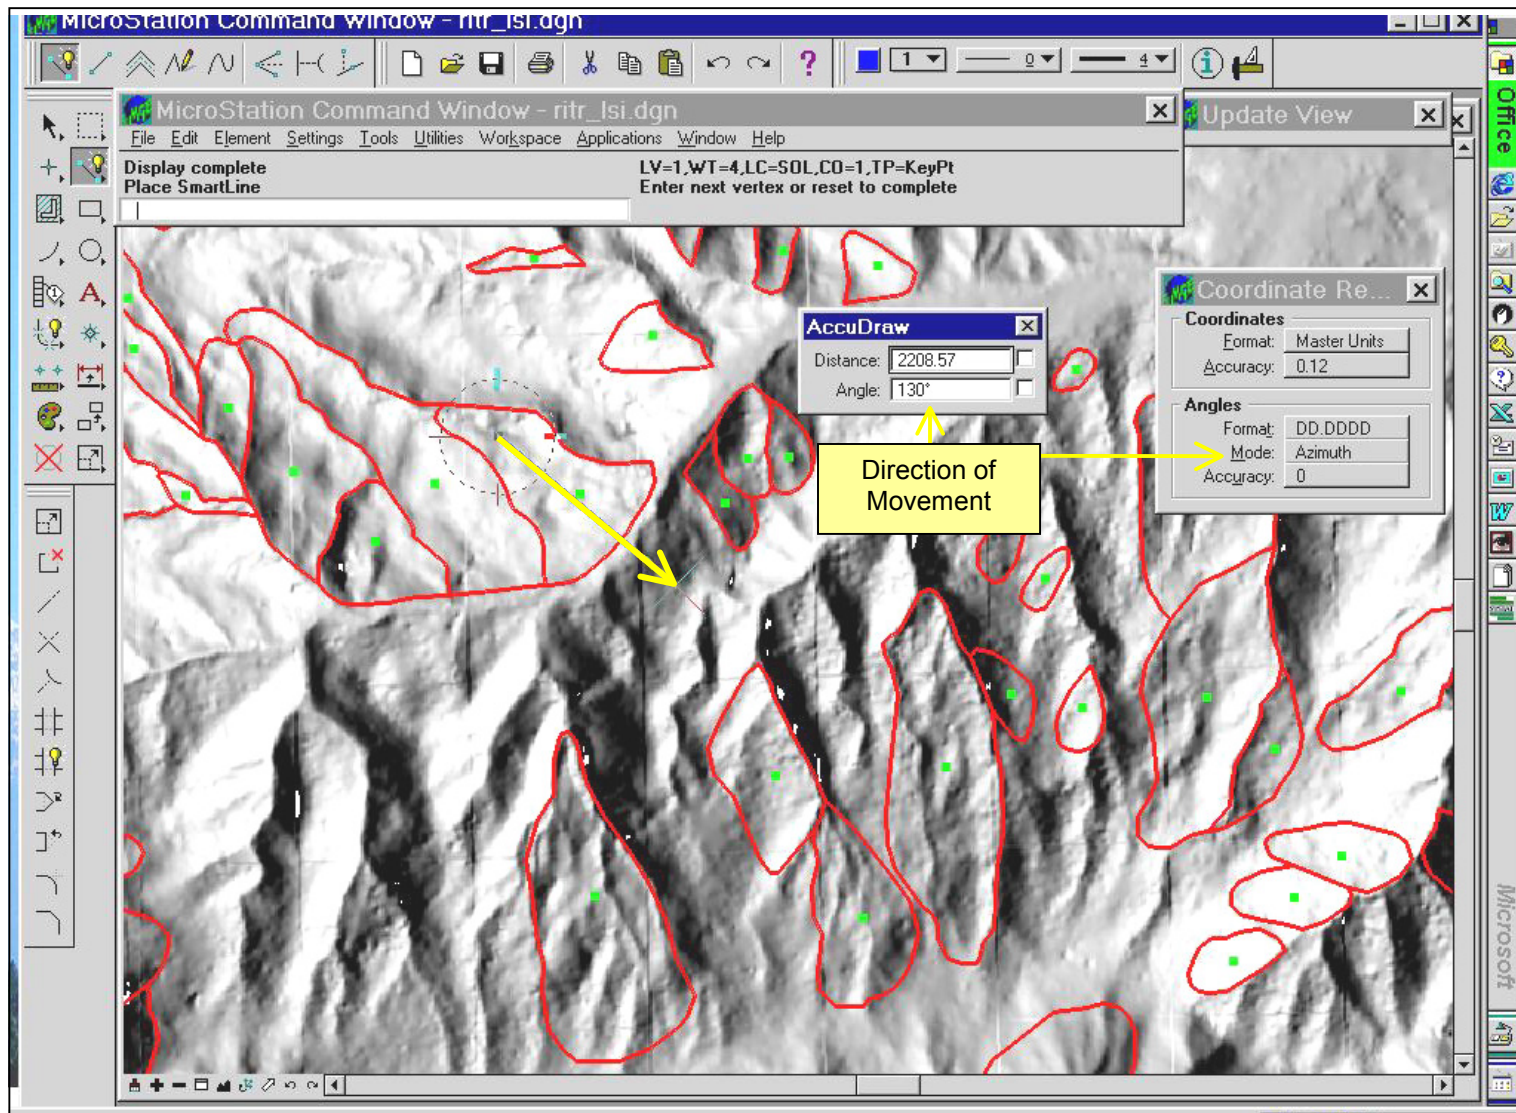 MicroStation Command Window - ritr_lsi.dgn
1
0
4
MicroStation Command Window - ritr_lsi.dgn
File Edit Element Settings Tools Utilities Workspace Applications Window Help
Display complete
LV=1,WT=4,LC=SOL,CO=1,TP=KeyPt
Place SmartLine
Enter next vertex or reset to complete
Update View
Office
AccuDraw
Distance: 2208.57
Angle: 130°
Direction of
Movement
Coordinate Re...
Coordinates
Format: Master Units
Accuracy: 0.12
Angles
Format: DD.DDDD
Mode: Azimuth
Accuracy: 0
Microsoft